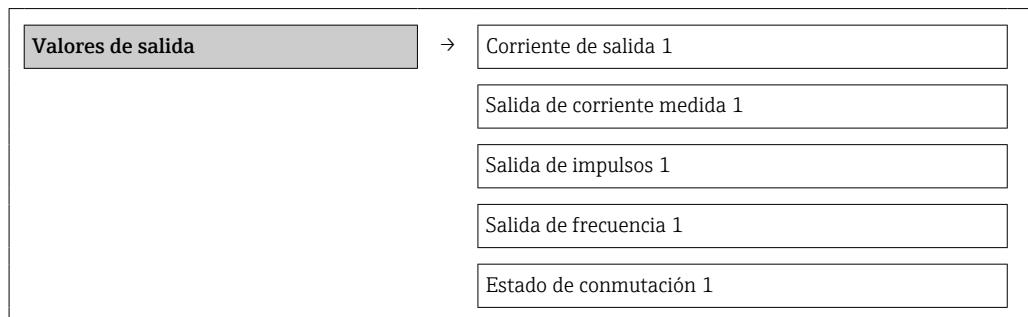 Valores de salida → Corriente de salida 1
Salida de corriente medida 1
Salida de impulsos 1
Salida de frecuencia 1
Estado de conmutación 1